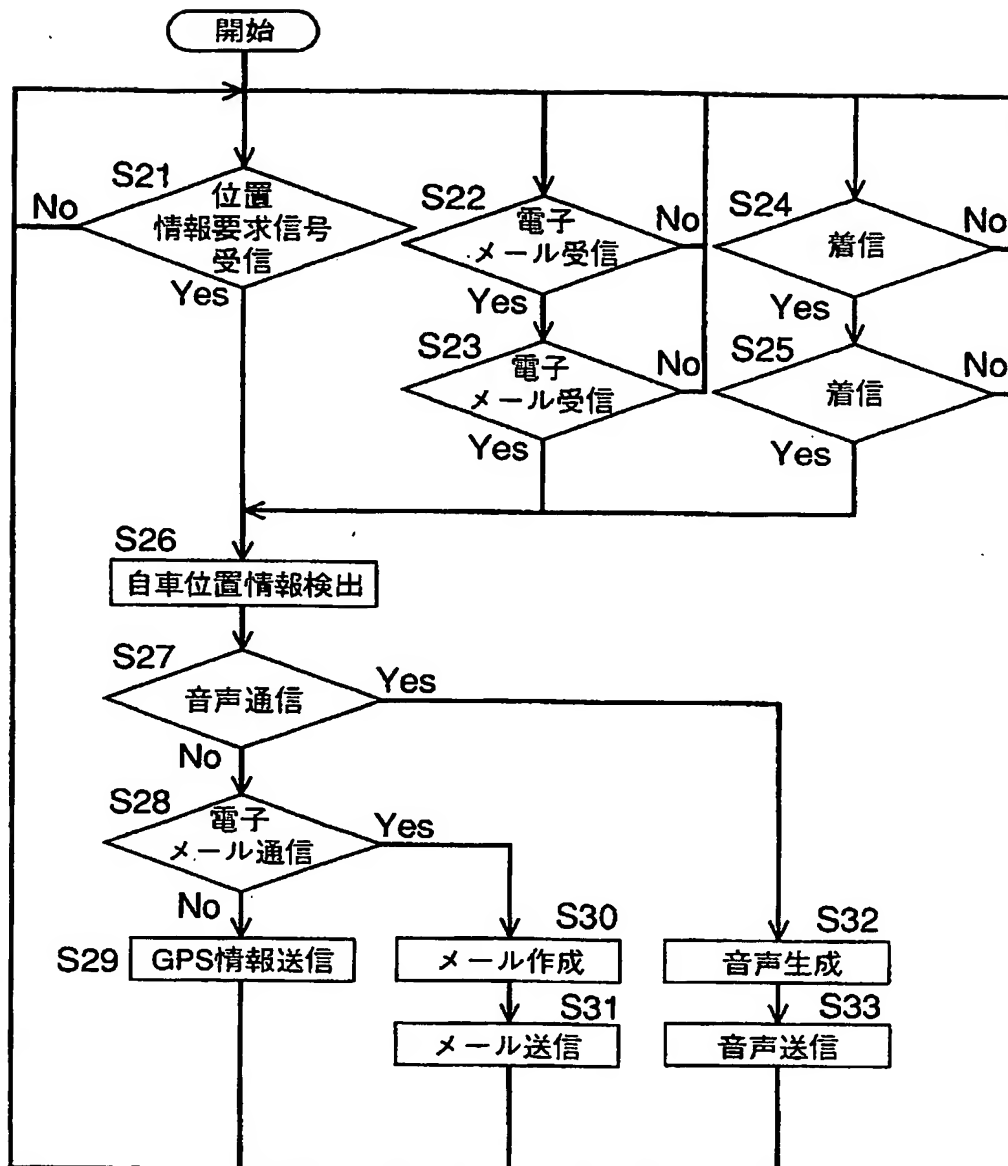 開始
S21
位置
情報要求信号
受信
No
Yes
S22
電子
メール受信
No
Yes
S23
電子
メール受信
No
Yes
S24
着信
No
Yes
S25
着信
No
Yes
S26
自車位置情報検出
S27
音声通信
Yes
No
S28
電子
メール通信
Yes
No
S29
GPS情報送信
S30
メール作成
S31
メール送信
S32
音声生成
S33
音声送信